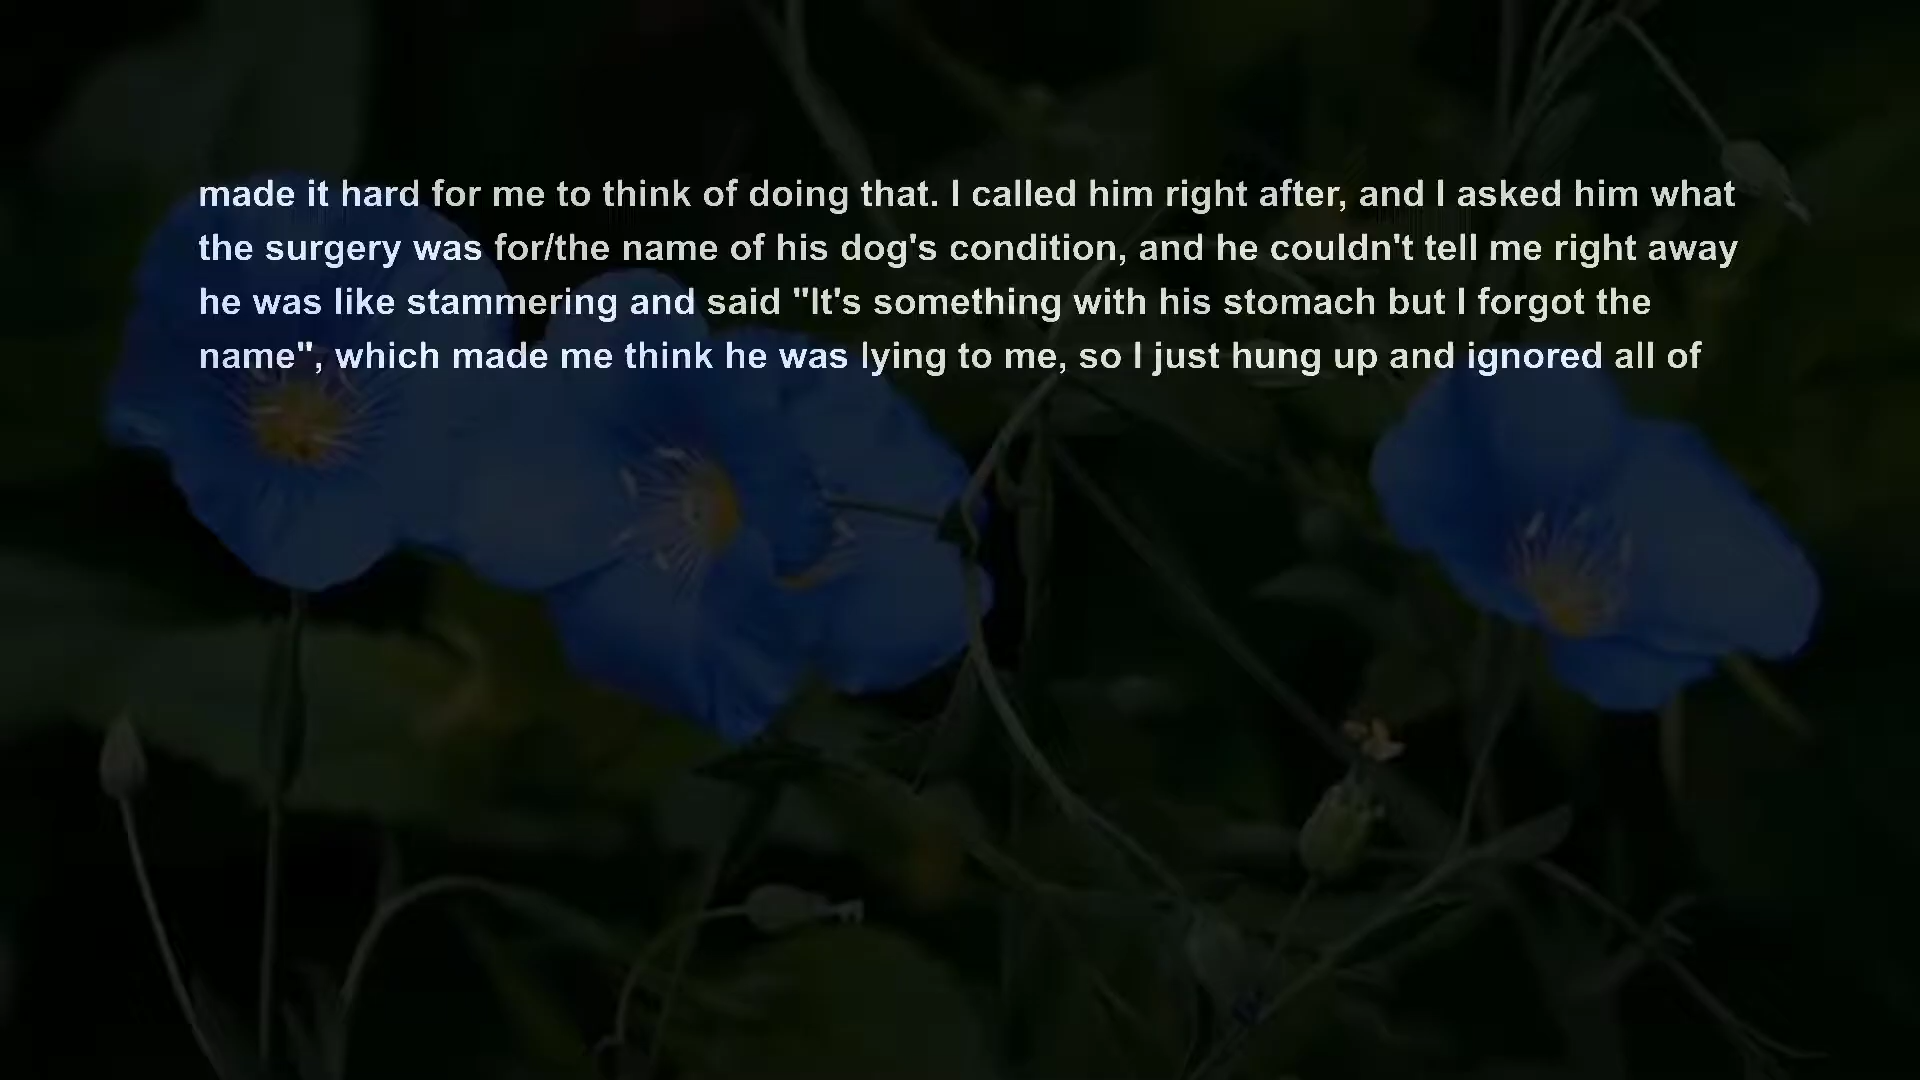 made it hard for me to think of doing that. I called him right after, and I asked him what
the surgery was for/the name of his dog's condition, and he couldn't tell me right away
he was like stammering and said "It's something with his stomach but I forgot the
name", which made me think he was lying to me, so I just hung up and ignored all of